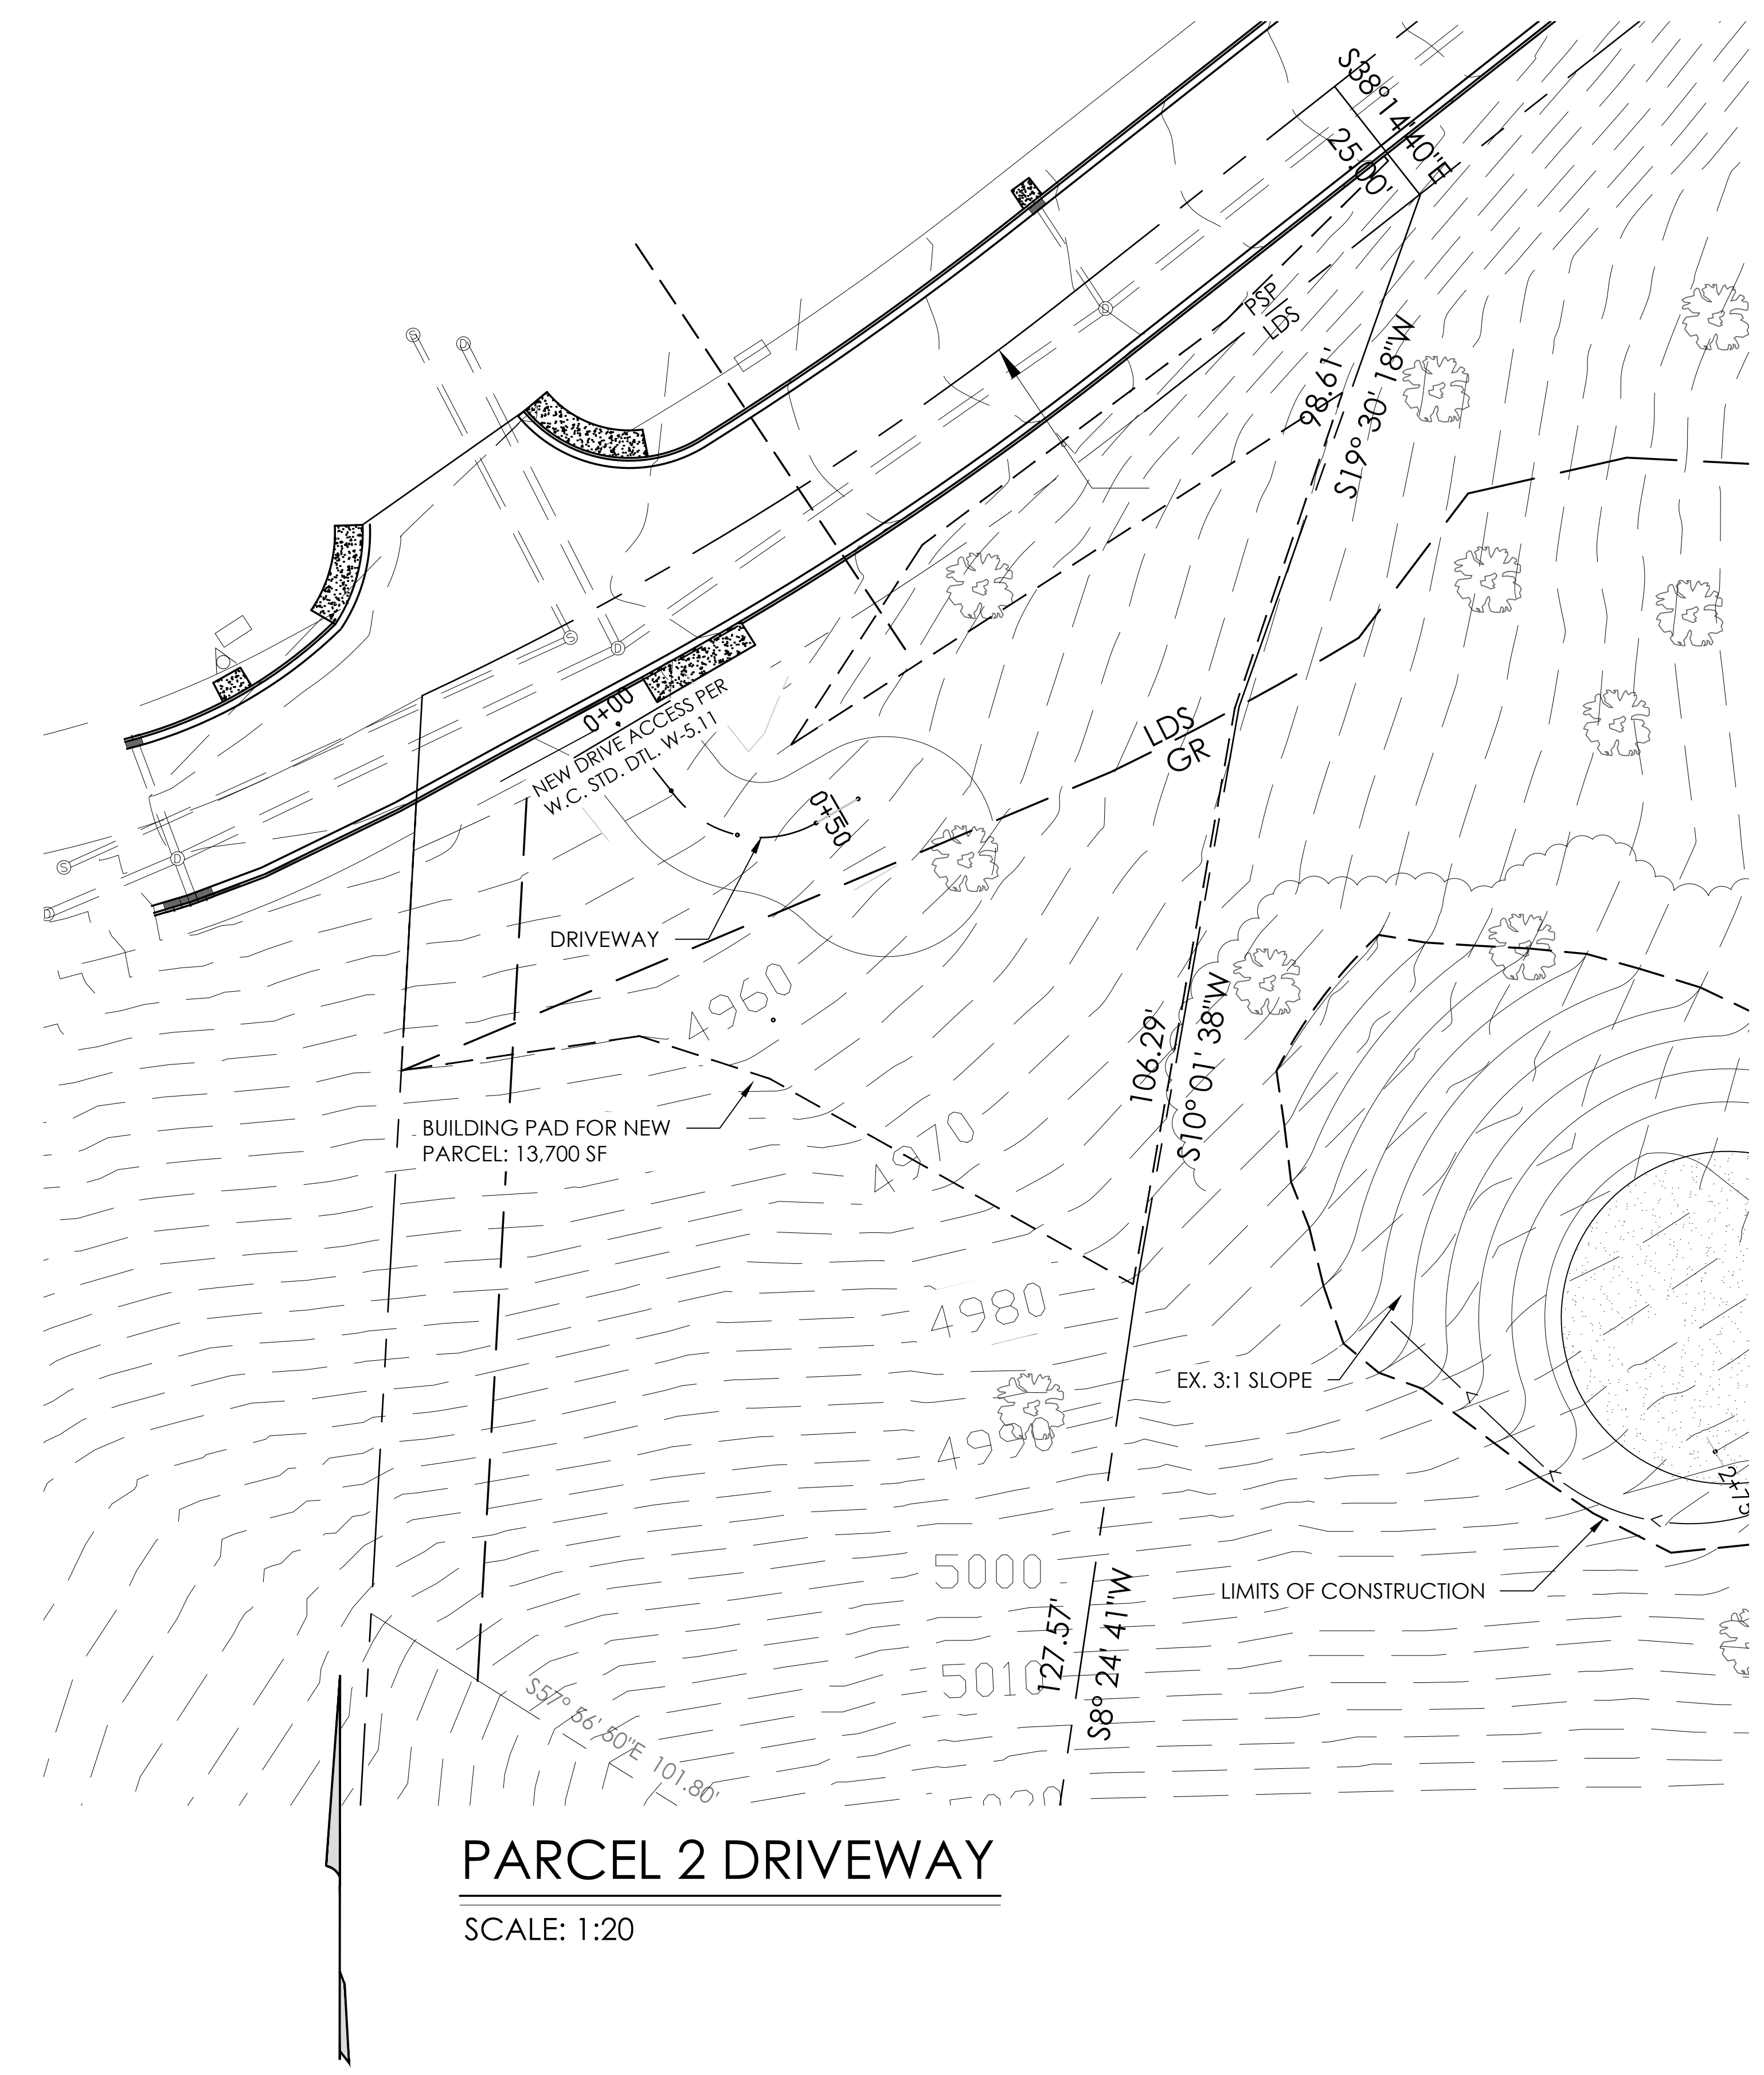 S38°14'40"E
25.00'
PSP
LDS
98.61'
S19° 30' 18"W
S
D
D
0+00
NEW DRIVE ACCESS PER
W.C. STD. DTL. W-5.11
S
D
LDS
GR
0+50
S
D
D
DRIVEWAY
4960
106.29'
S10° 01' 38"W
BUILDING PAD FOR NEW
PARCEL: 13,700 SF
4970
4980
EX. 3:1 SLOPE
4990
5000
LIMITS OF CONSTRUCTION
127.57'
S8° 24' 41"W
5010
S57° 56' 50"E 101.80'
5020
PARCEL 2 DRIVEWAY
SCALE: 1:20